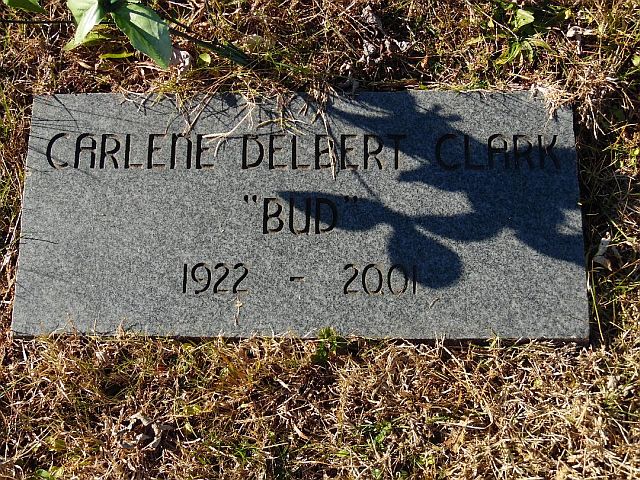 CARLENE DELBERT CLARK
"BUD"
1922 - 2001